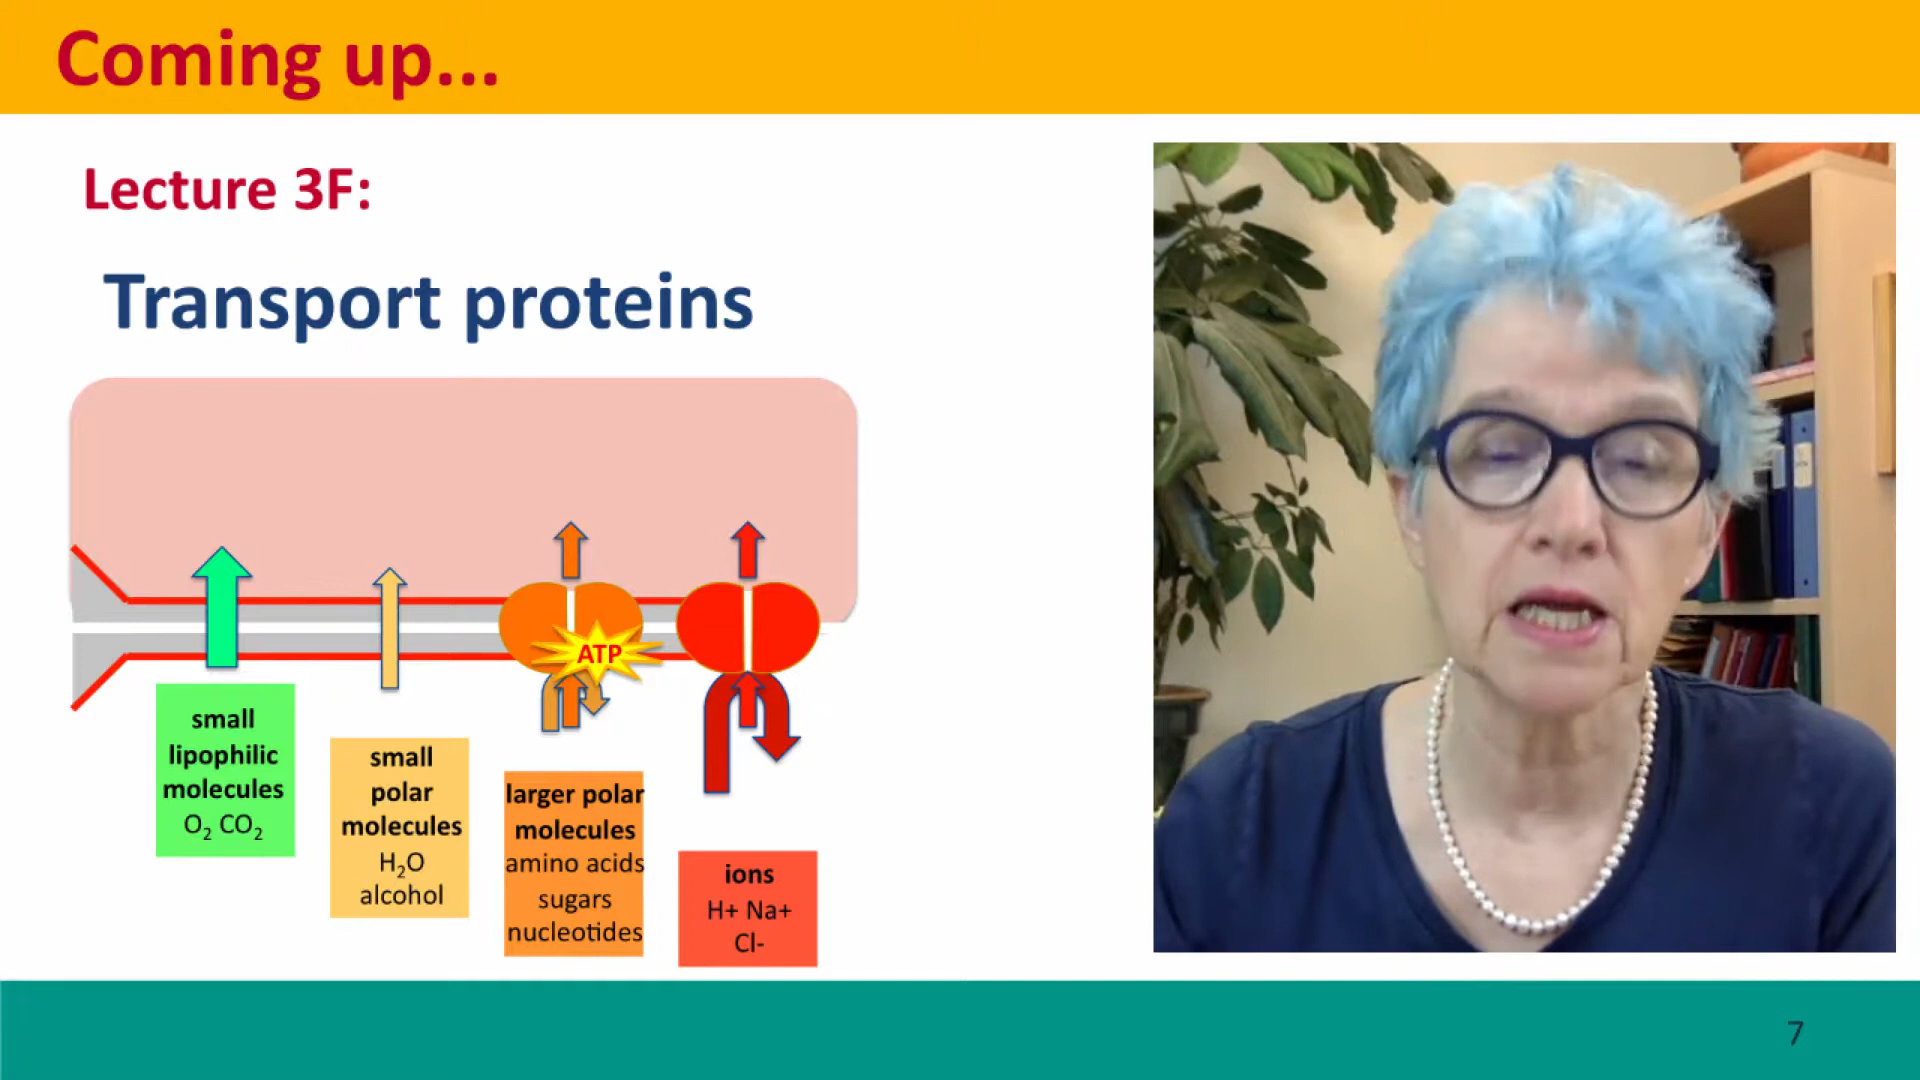 Coming up...
Lecture 3F:
Transport proteins
ATP
small
lipophilic
molecules
O₂ CO₂
small
polar
molecules
H₂O
alcohol
larger polar
molecules
amino acids
sugars
nucleotides
ions
H+ Na+
Cl-
7